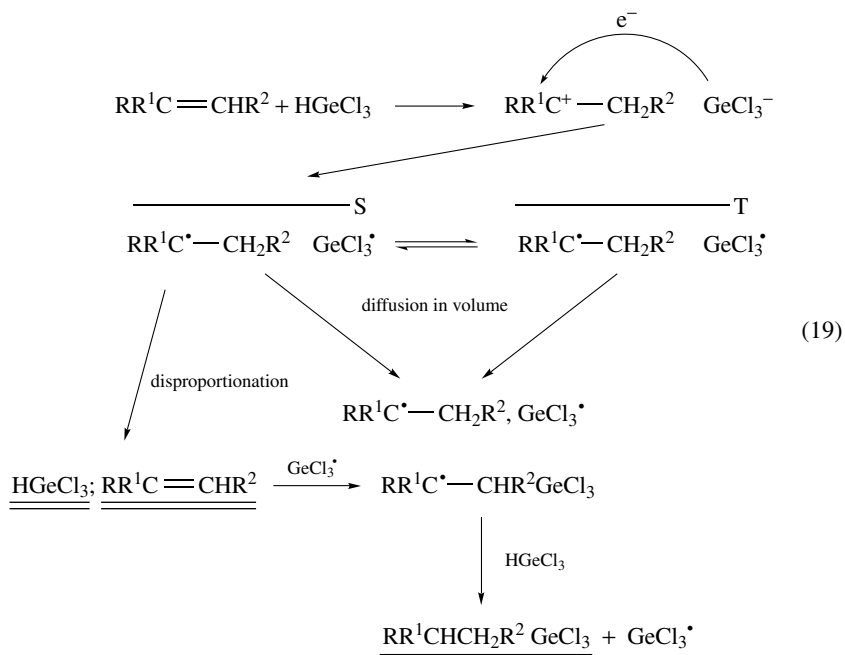 e⁻
RR¹C=CHR² + HGeCl₃ → RR¹C⁺—CH₂R² GeCl₃⁻
S T
RR¹C•—CH₂R² GeCl₃• ⇌ RR¹C•—CH₂R² GeCl₃•
diffusion in volume
(19)
disproportionation
RR¹C•—CH₂R², GeCl₃•
HGeCl₃; RR¹C=CHR² GeCl₃• → RR¹C•—CHR²GeCl₃
HGeCl₃
RR¹CHCH₂R² GeCl₃ + GeCl₃•